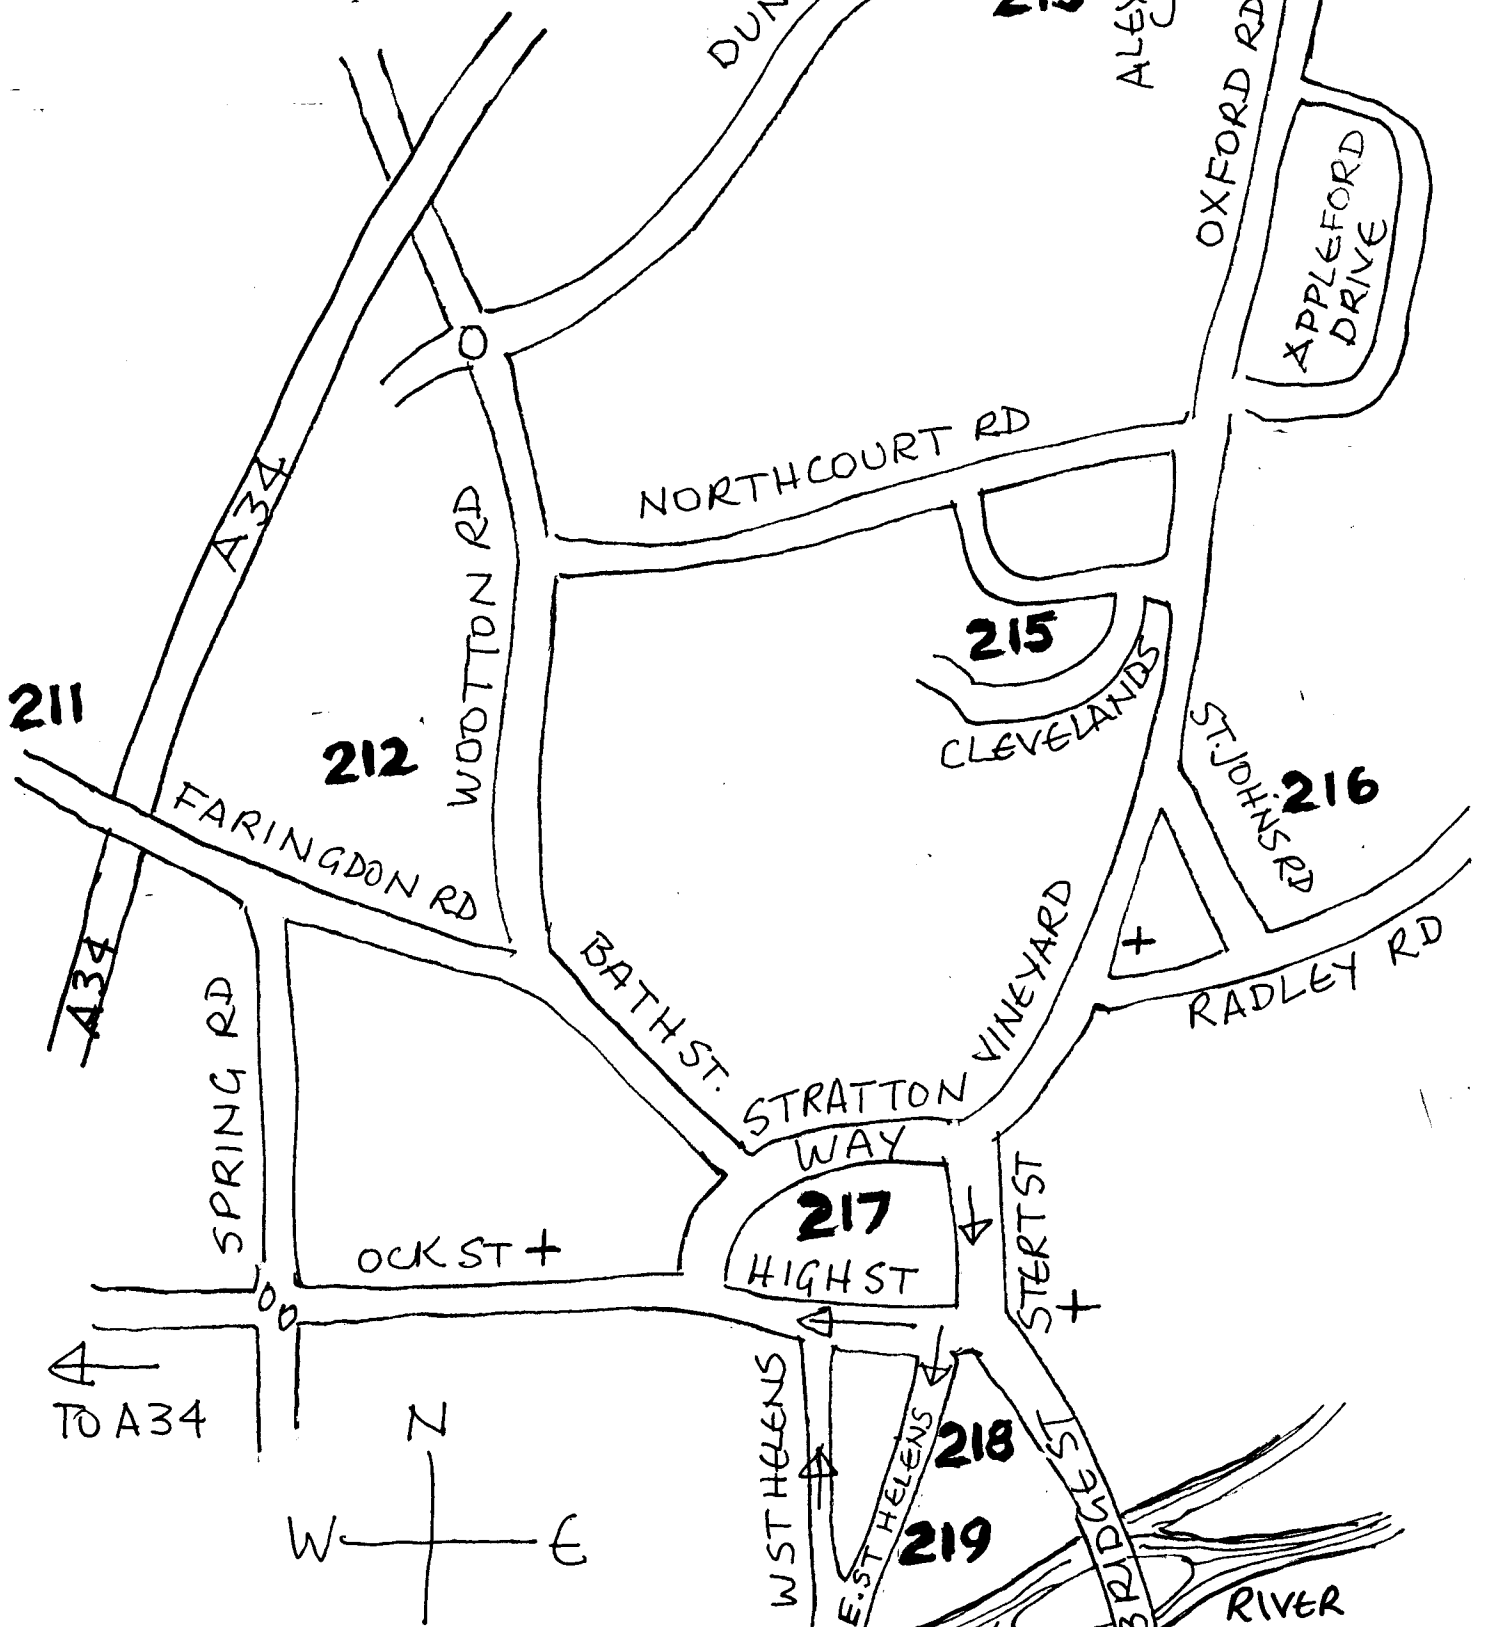 OXFORD RD
APPLEFORD
DRIVE
NORTHCOURT RD
A34
WOOTTON RD
215
CLEVELANDS
211
212
FARINGDON RD
ST. JOHNS RD
216
VINEYARD
RADLEY RD
A34
BATH ST.
SPRING RD
STRATTON
WAY
217
HIGH ST
STERT ST
OCK ST +
TO A34
N
W
E
W ST HELENS
E. ST HELENS
218
219
BRIDGE ST
RIVER